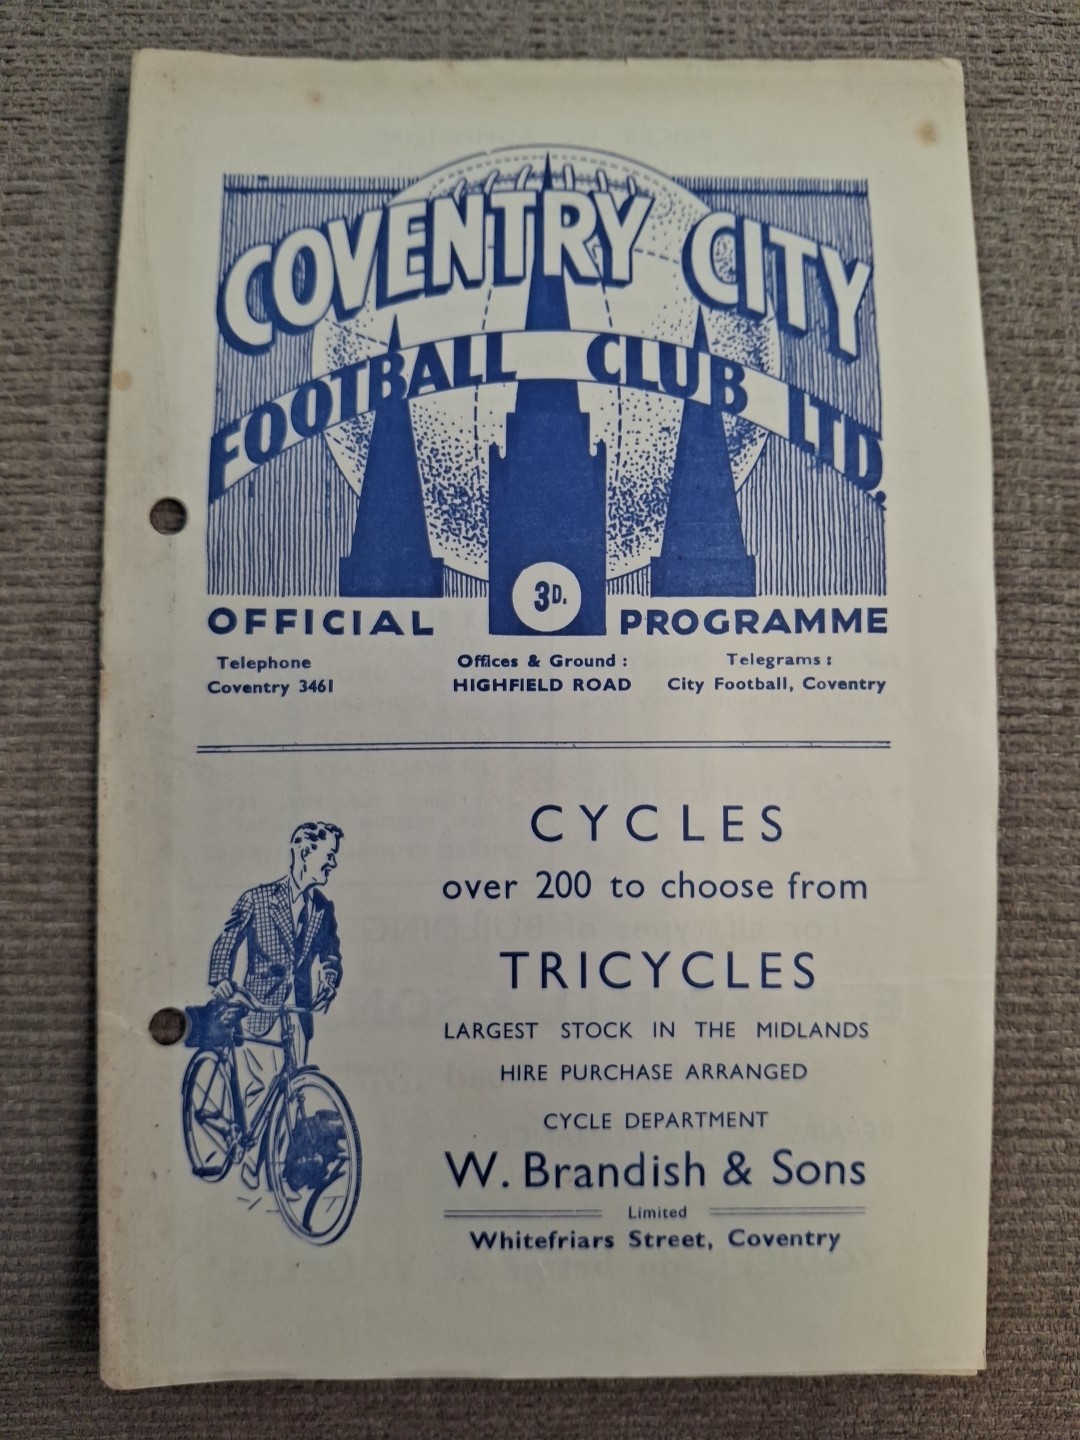 COVENTRY CITY
FOOTBALL CLUB LTD.
3D.
OFFICIAL PROGRAMME
Telephone
Coventry 3461
Offices & Ground :
HIGHFIELD ROAD
Telegrams :
City Football, Coventry
CYCLES
over 200 to choose from
TRICYCLES
LARGEST STOCK IN THE MIDLANDS
HIRE PURCHASE ARRANGED
CYCLE DEPARTMENT
W. Brandish & Sons
Limited
Whitefriars Street, Coventry